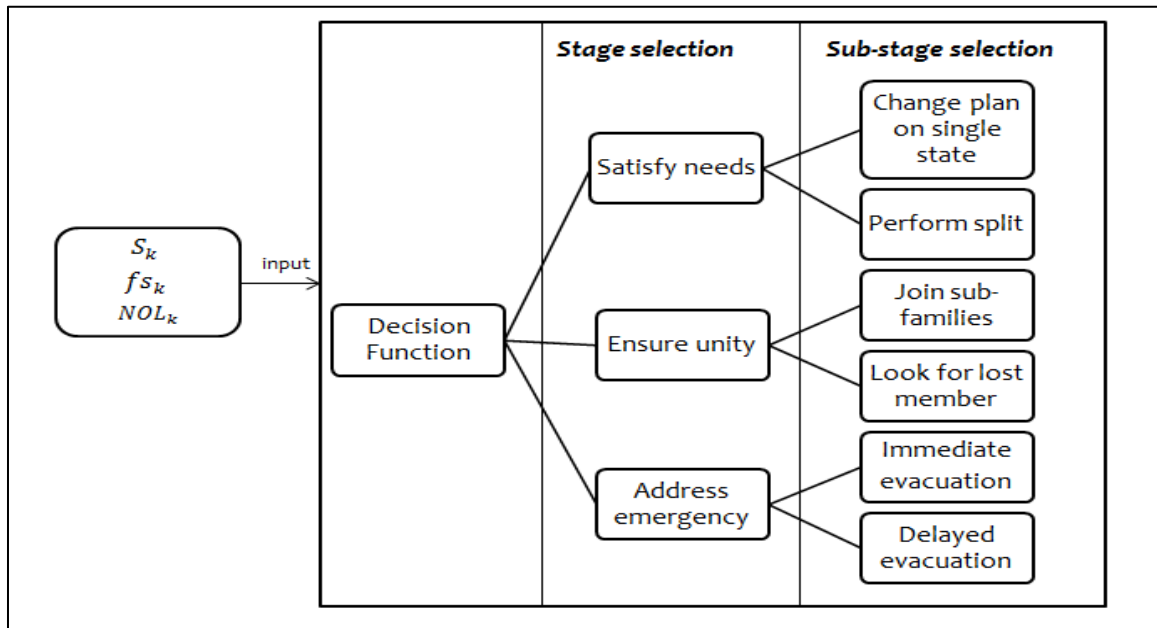 Stage selection
Sub-stage selection
S_k
fs_k
NOL_k
input
Decision
Function
Satisfy needs
Ensure unity
Address
emergency
Change plan
on single
state
Perform split
Join sub-
families
Look for lost
member
Immediate
evacuation
Delayed
evacuation